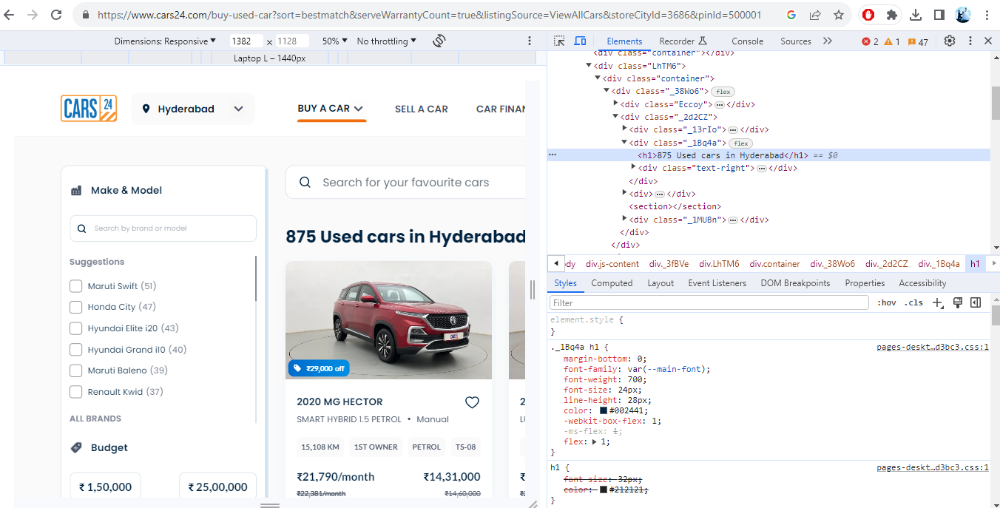 https://www.cars24.com/buy-used-car?sort=bestmatch&serveWarrantyCount=true&listingSource=ViewAllCars&storeCityId=3686&pinId=500001
Dimensions: Responsive 1382 x 1128 50% No throttling
Laptop L – 1440px
CARS 24 Hyderabad BUY A CAR SELL A CAR CAR FINAN
Make & Model
Search by brand or model
Suggestions
Maruti Swift (51)
Honda City (47)
Hyundai Elite i20 (43)
Hyundai Grand i10 (40)
Maruti Baleno (39)
Renault Kwid (37)
ALL BRANDS
Budget
₹ 1,50,000 ₹ 25,00,000
Search for your favourite cars
875 Used cars in Hyderabad
₹29,000 off
2020 MG HECTOR
SMART HYBRID 1.5 PETROL • Manual
15,108 KM 1ST OWNER PETROL TS-08
₹21,790/month ₹14,31,000
₹22,381/month ₹14,60,000
Elements Recorder Console Sources 2 1 47
<div class="container"></div>
<div class="LhTM6">
<div class="container">
<div class="_38Wo6"> flex
<div class="Eccoy"> … </div>
<div class="_2d2CZ">
<div class="_13rIo"> … </div>
<div class="_1Bq4a"> flex
<h1>875 Used cars in Hyderabad</h1> == $0
<div class="text-right"> … </div>
</div>
<div> … </div>
<section></section>
<div class="_1MUBn"> … </div>
</div>
</div>
dy div.js-content div._3fBVe div.LhTM6 div.container div._38Wo6 div._2d2CZ div._1Bq4a h1
Styles Computed Layout Event Listeners DOM Breakpoints Properties Accessibility
Filter :hov .cls
element.style {
}
._1Bq4a h1 { pages-deskt…d3bc3.css:1
margin-bottom: 0;
font-family: var(--main-font);
font-weight: 700;
font-size: 24px;
line-height: 28px;
color: #002441;
-webkit-box-flex: 1;
-ms-flex: 1;
flex: 1;
}
h1 { pages-deskt…d3bc3.css:1
font-size: 32px;
color: #212121;
}